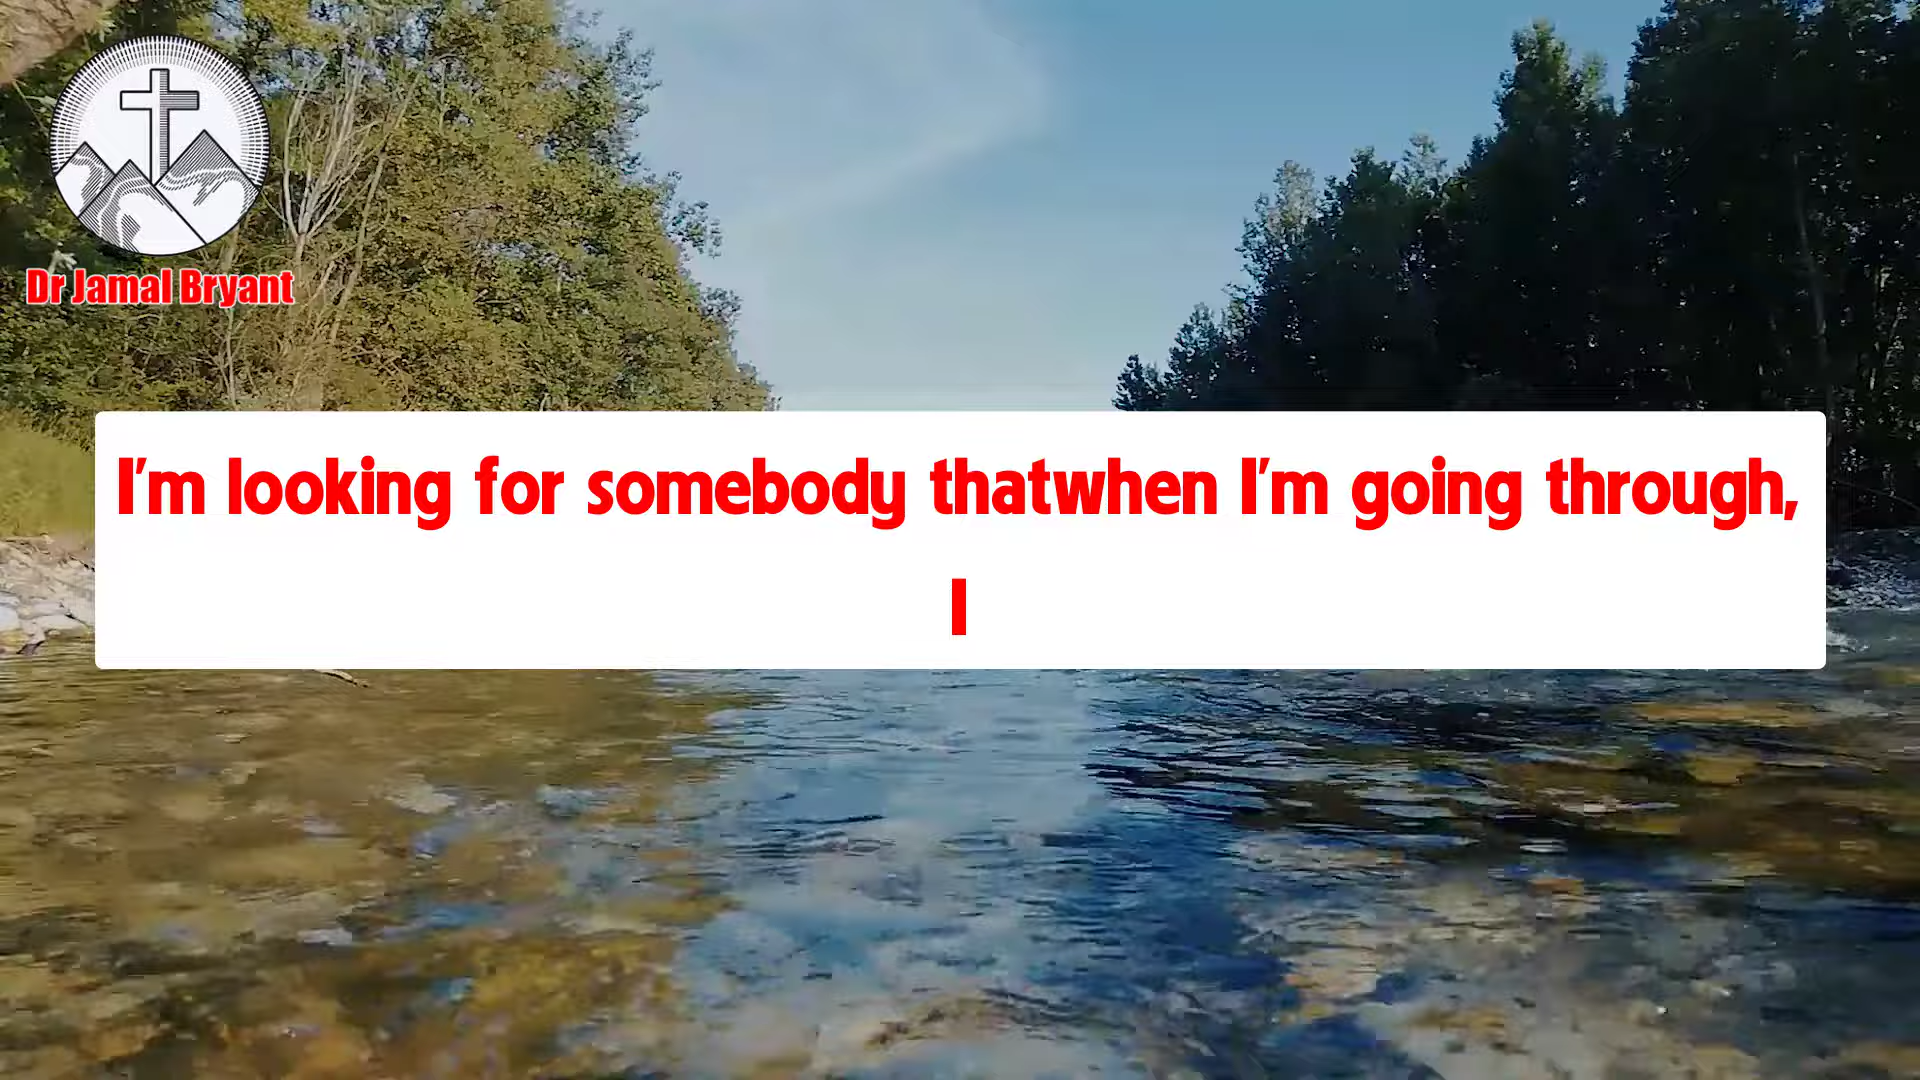 Dr Jamal Bryant
I'm looking for somebody thatwhen I'm going through,
I